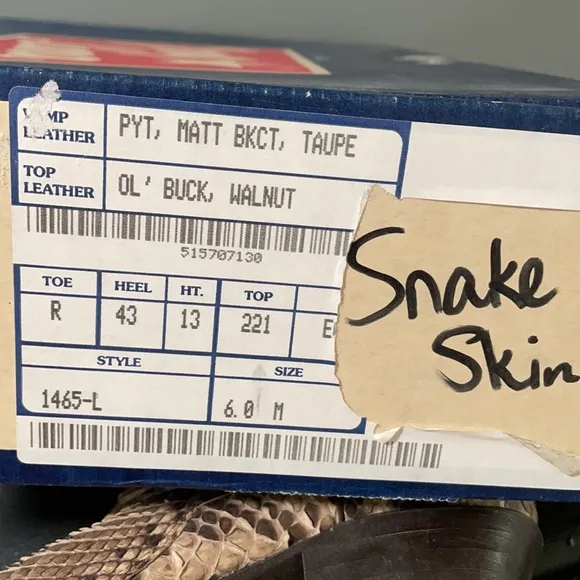 VAMP LEATHER PYT, MATT BKCT, TAUPE
TOP LEATHER OL' BUCK, WALNUT
515707130
TOE HEEL HT. TOP
R 43 13 221
STYLE SIZE
1465-L 6.0 M
Snake
Skin